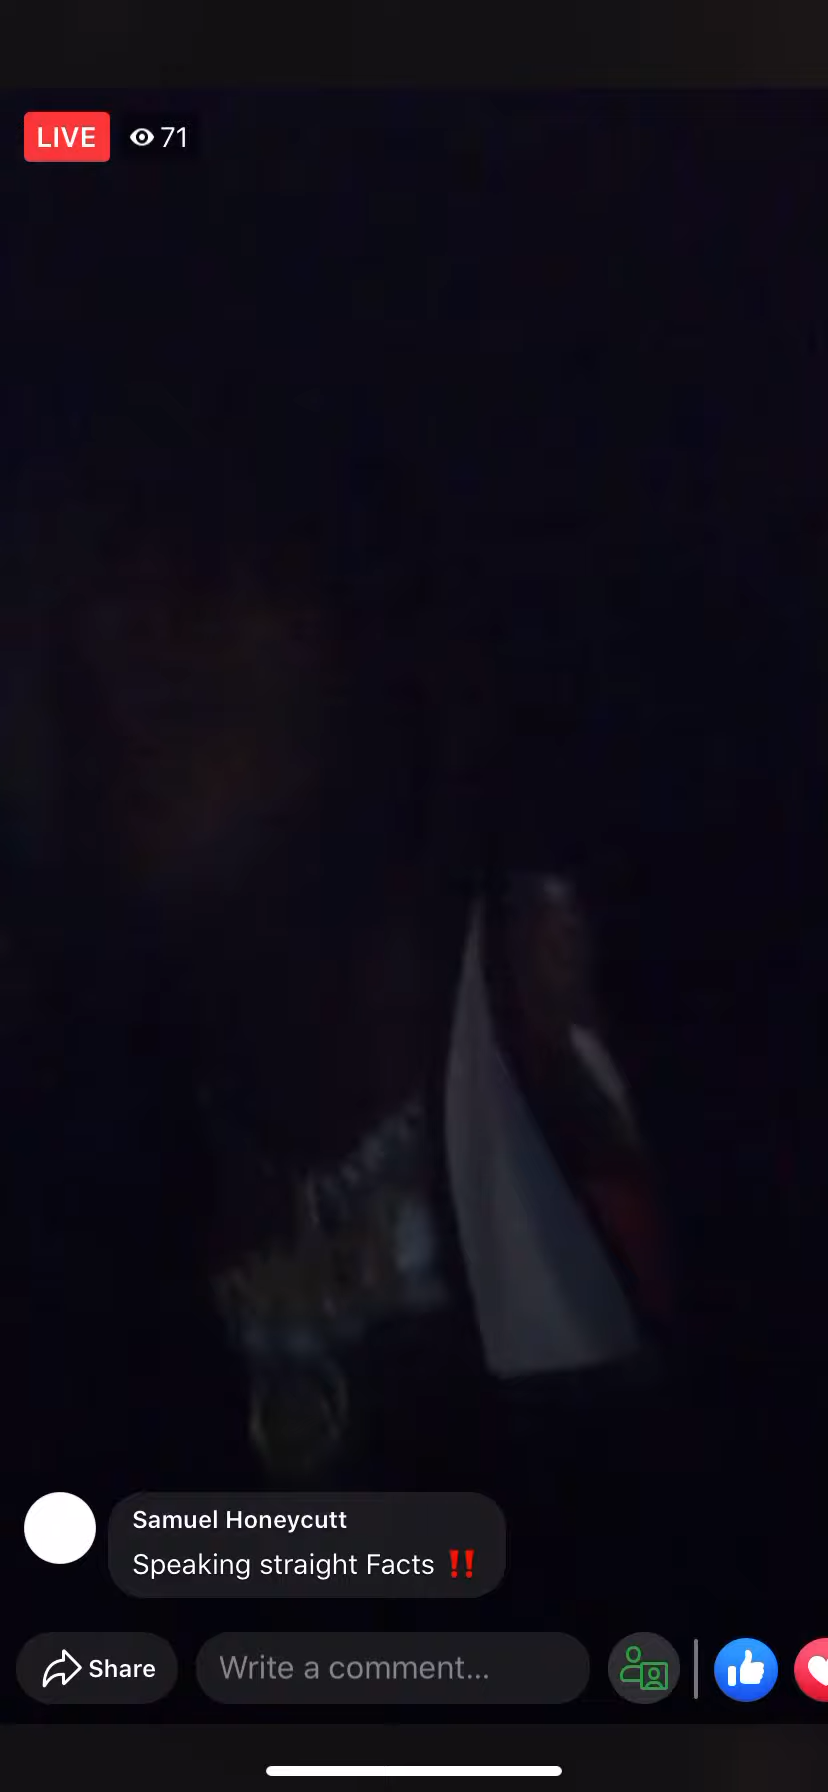 LIVE 71
Samuel Honeycutt
Speaking straight Facts ‼️
Share
Write a comment...